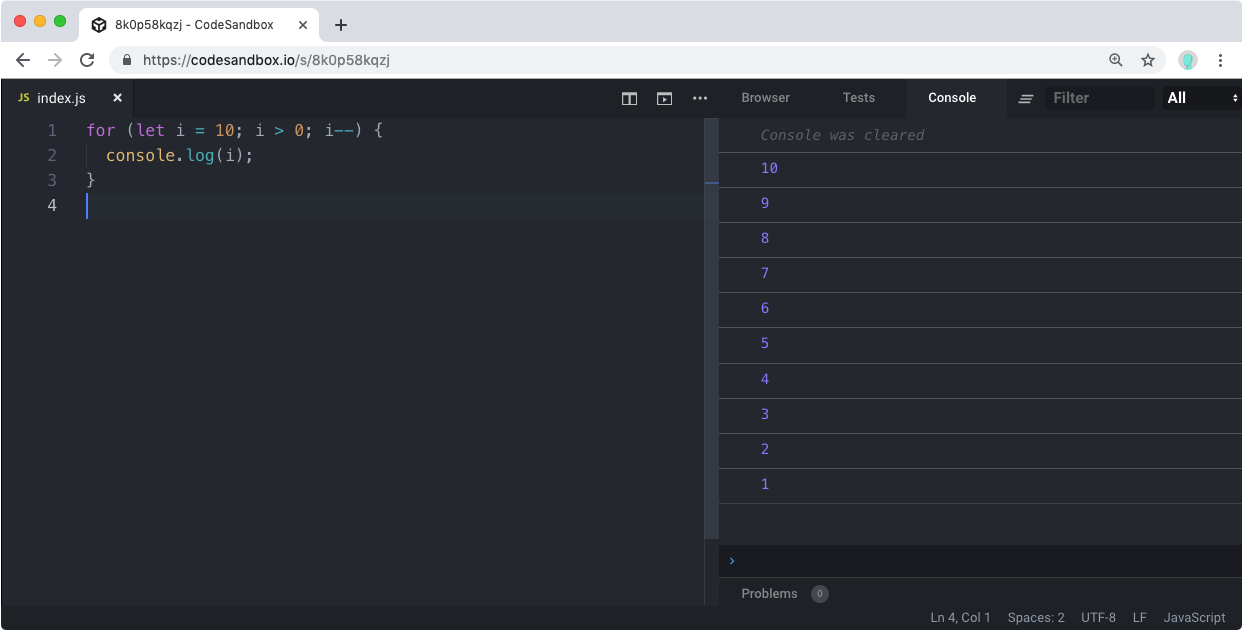 8k0p58kqzj - CodeSandbox
https://codesandbox.io/s/8k0p58kqzj
JS index.js
Browser Tests Console Filter All
1 for (let i = 10; i > 0; i--) {
2 console.log(i);
3 }
4
Console was cleared
10
9
8
7
6
5
4
3
2
1
Problems 0
Ln 4, Col 1 Spaces: 2 UTF-8 LF JavaScript